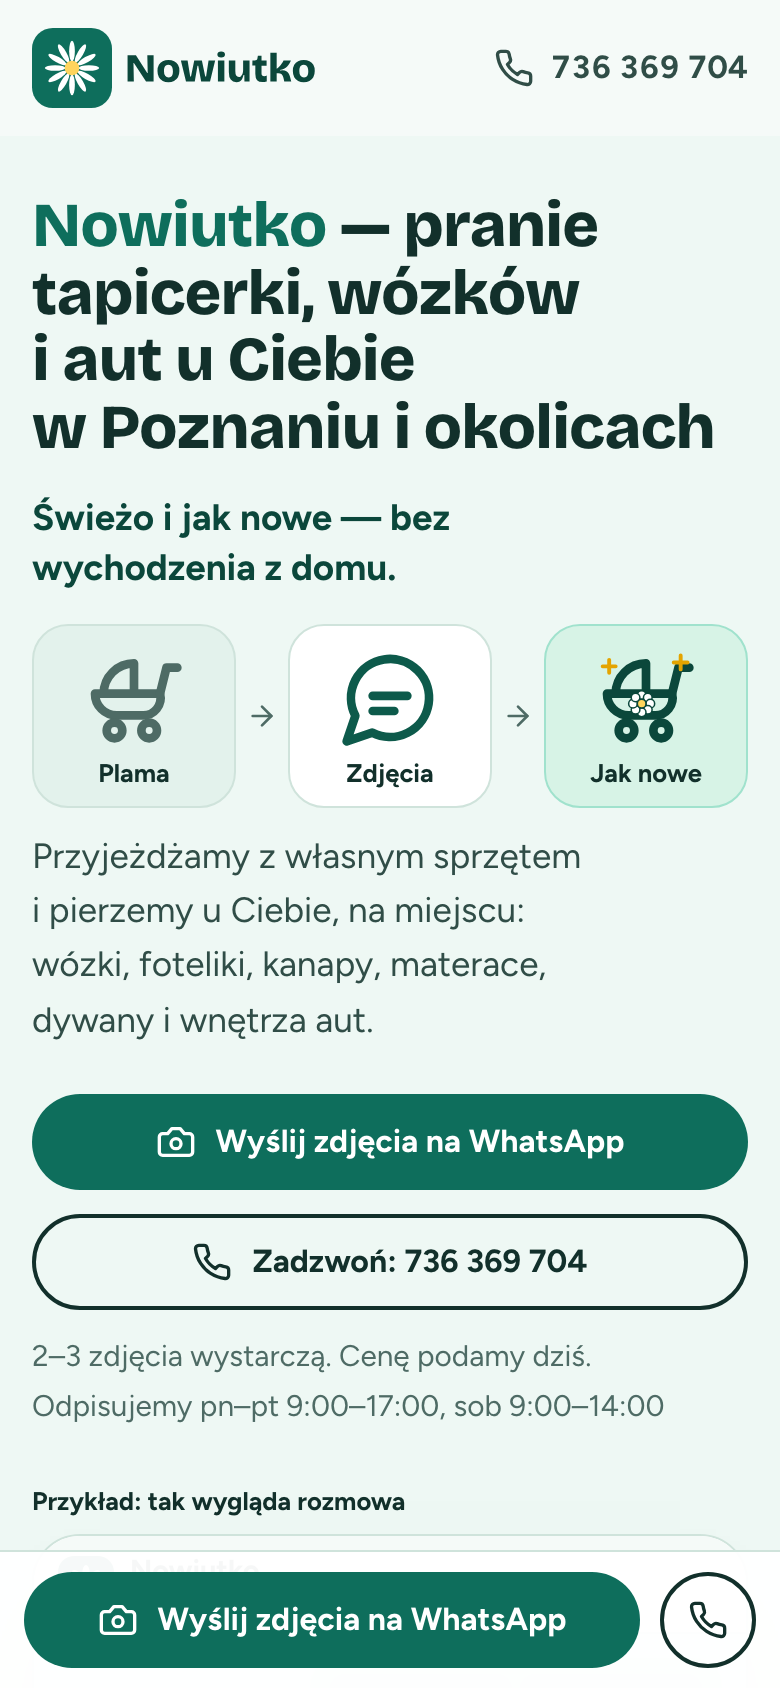 Nowiutko
736 369 704
Nowiutko — pranie
tapicerki, wózków
i aut u Ciebie
w Poznaniu i okolicach
Świeżo i jak nowe — bez
wychodzenia z domu.
Plama
Zdjęcia
Jak nowe
Przyjeżdżamy z własnym sprzętem
i pierzemy u Ciebie, na miejscu:
wózki, foteliki, kanapy, materace,
dywany i wnętrza aut.
Wyślij zdjęcia na WhatsApp
Zadzwoń: 736 369 704
2–3 zdjęcia wystarczą. Cenę podamy dziś.
Odpisujemy pn–pt 9:00–17:00, sob 9:00–14:00
Przykład: tak wygląda rozmowa
Nowiutko
Wyślij zdjęcia na WhatsApp